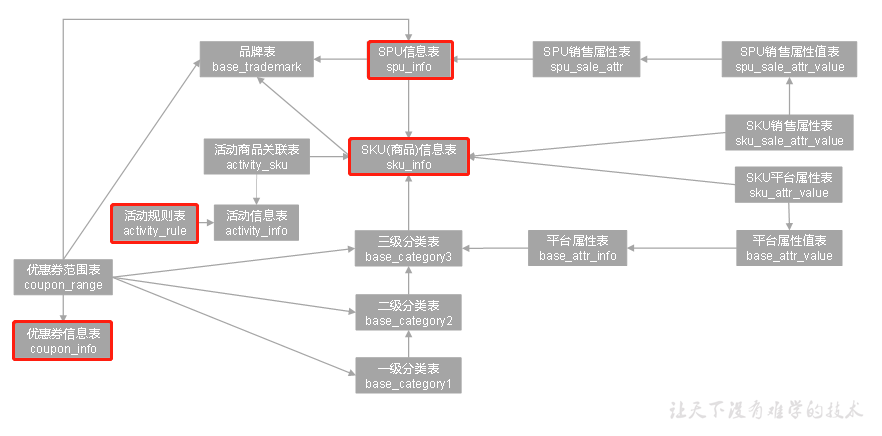 品牌表
base_trademark
SPU信息表
spu_info
SPU销售属性表
spu_sale_attr
SPU销售属性值表
spu_sale_attr_value
活动商品关联表
activity_sku
SKU(商品)信息表
sku_info
SKU销售属性表
sku_sale_attr_value
SKU平台属性表
sku_attr_value
活动规则表
activity_rule
活动信息表
activity_info
三级分类表
base_category3
平台属性表
base_attr_info
平台属性值表
base_attr_value
优惠券范围表
coupon_range
二级分类表
base_category2
优惠券信息表
coupon_info
一级分类表
base_category1
让天下没有难学的技术